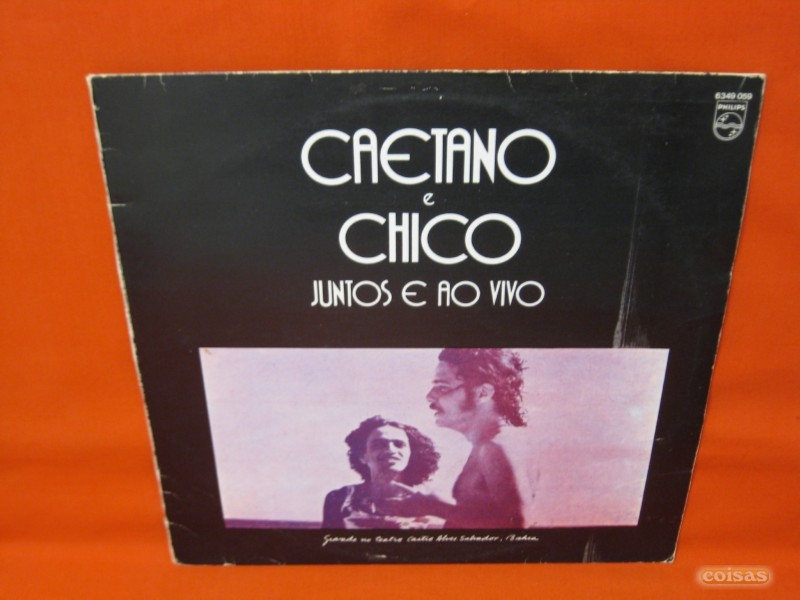 6349 059
PHILIPS
CAETANO
e
CHICO
JUNTOS E AO VIVO
Gravado no Teatro Castro Alves Salvador, Bahia
coisas